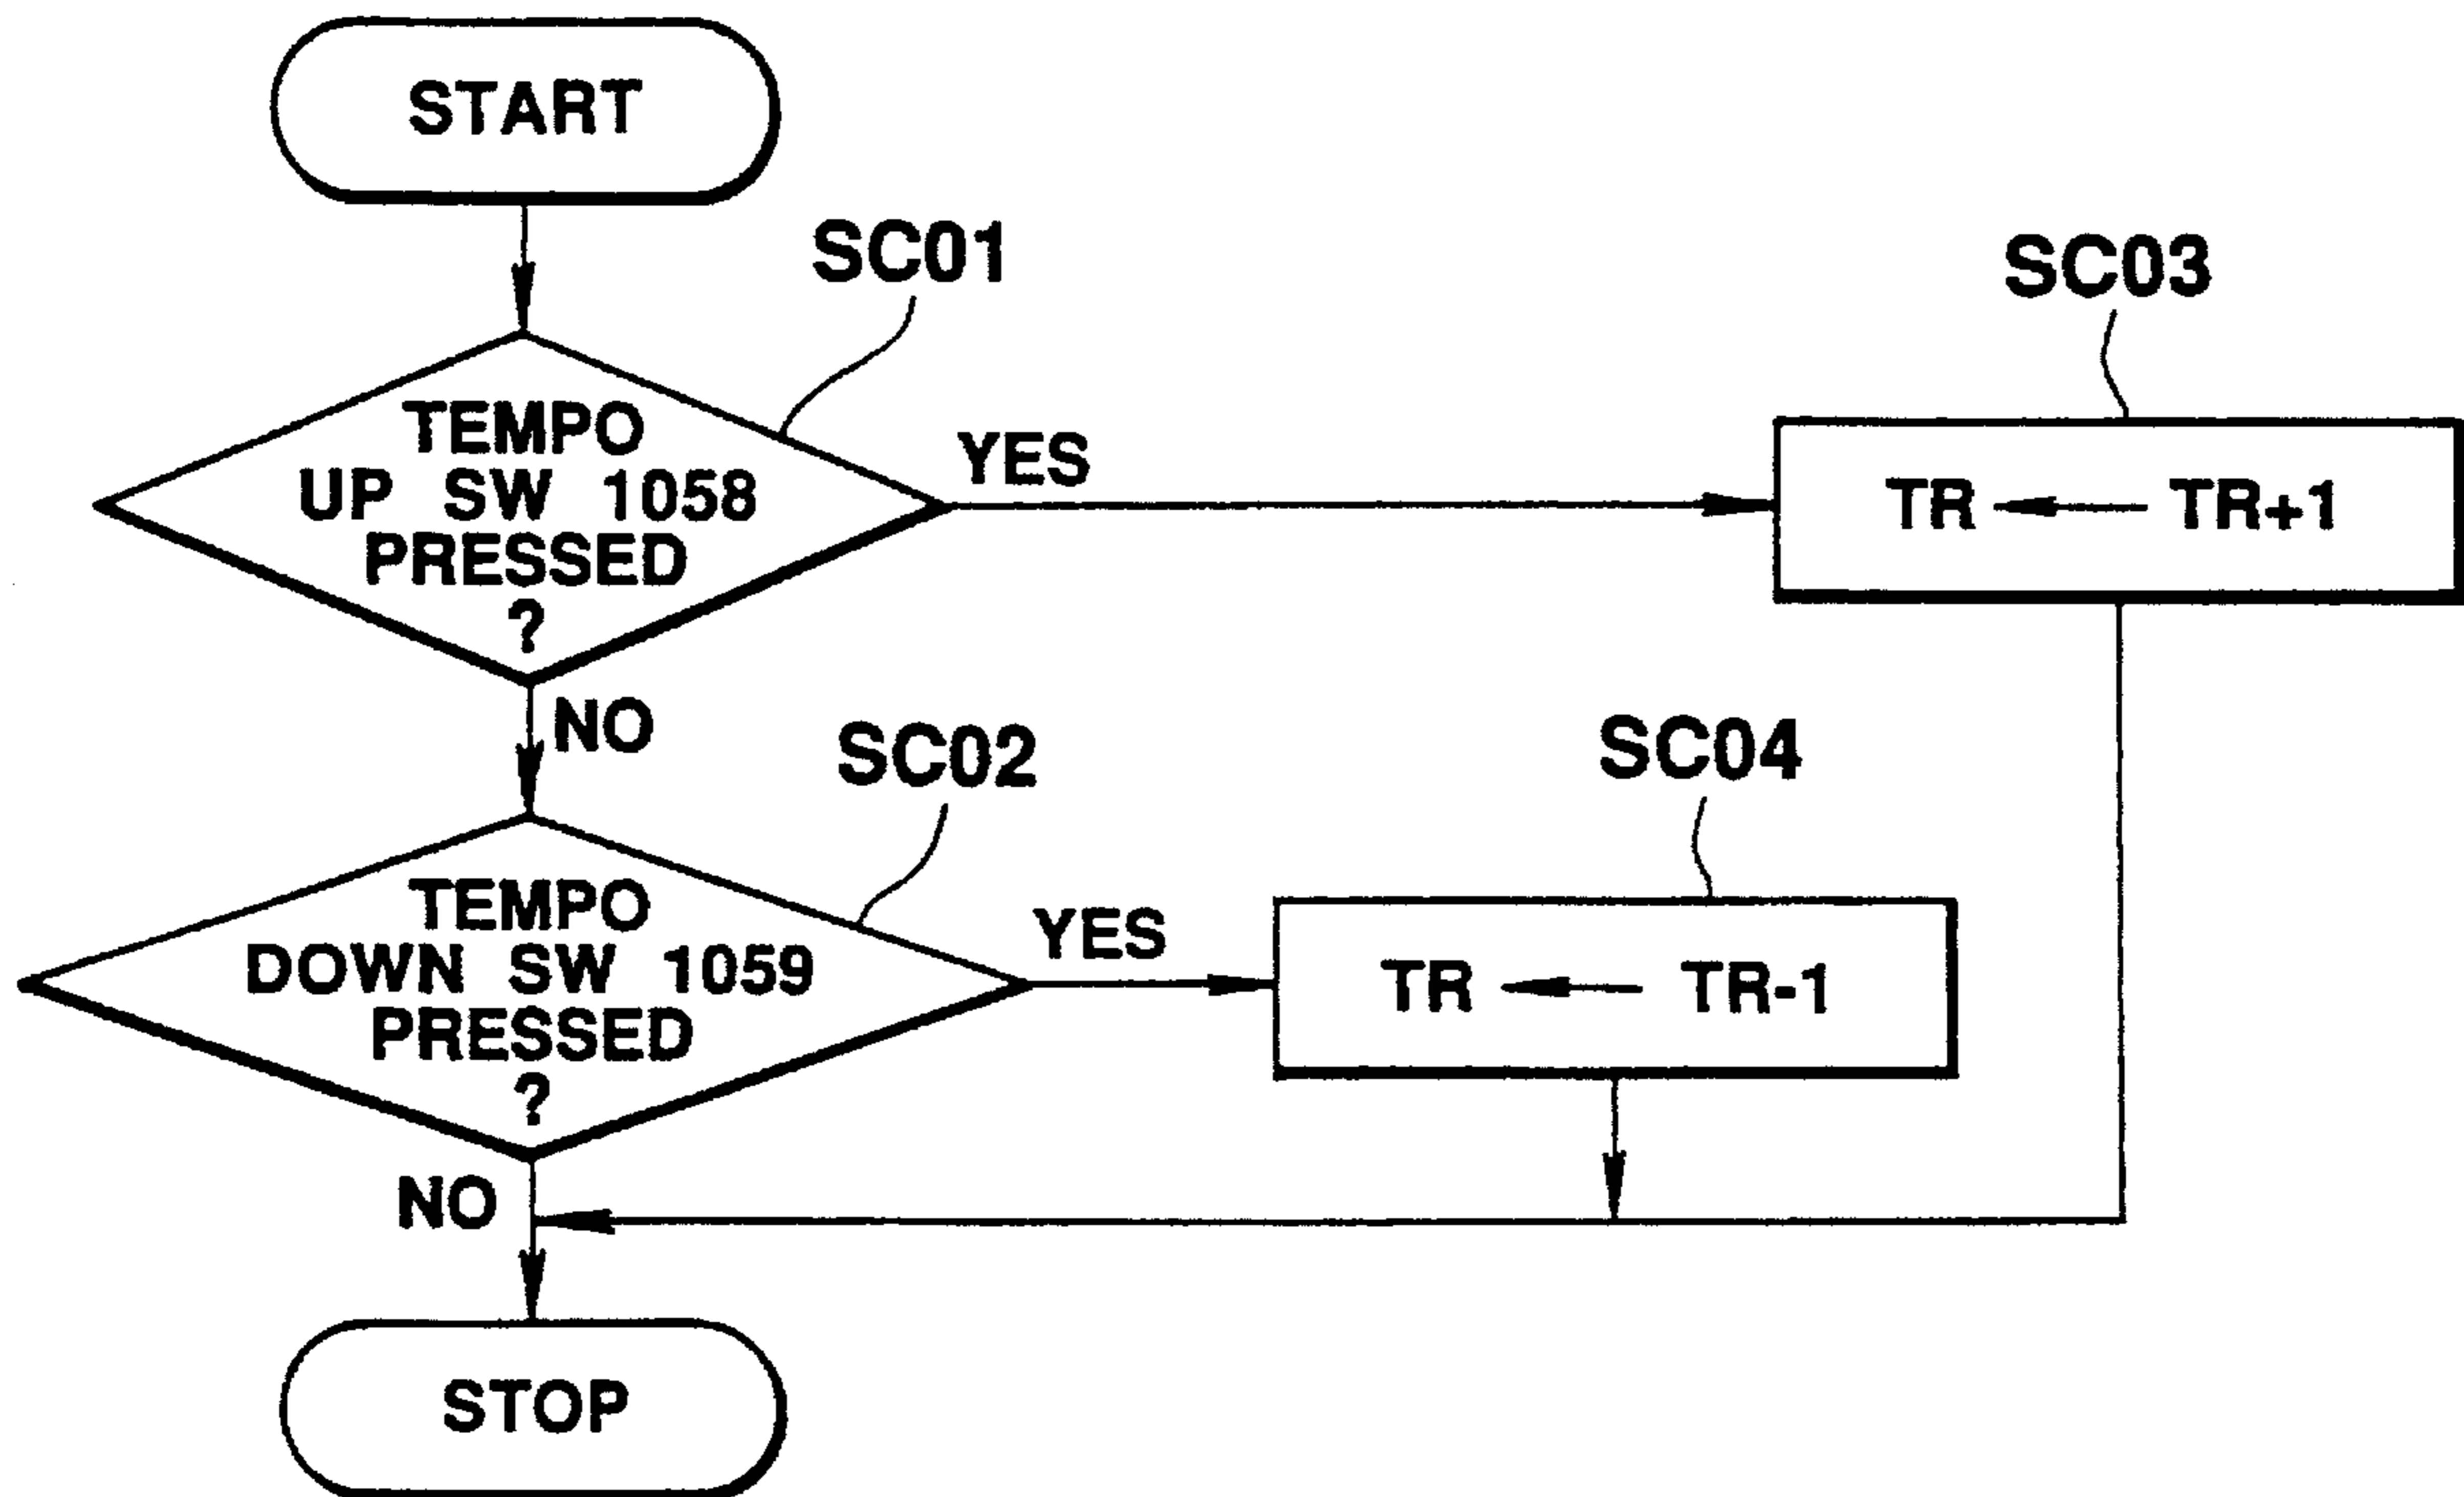 START
SC01
SC03
TEMPO
UP SW 1058
PRESSED
?
YES
TR ← TR+1
NO
SC02
SC04
TEMPO
DOWN SW 1059
PRESSED
?
YES
TR ← TR-1
NO
STOP